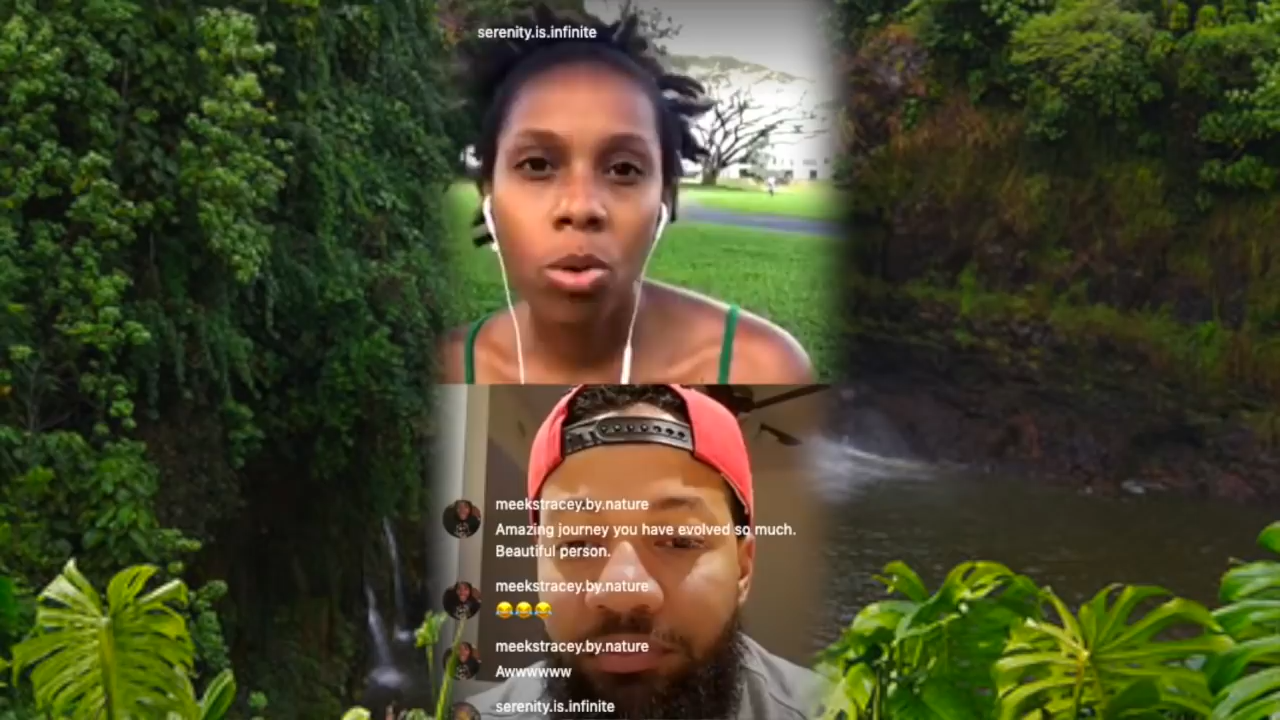 serenity.is.infinite
meekstracey.by.nature
Amazing journey you have evolved so much.
Beautiful person.
meekstracey.by.nature
😂😂😂
meekstracey.by.nature
Awwwwww
serenity.is.infinite